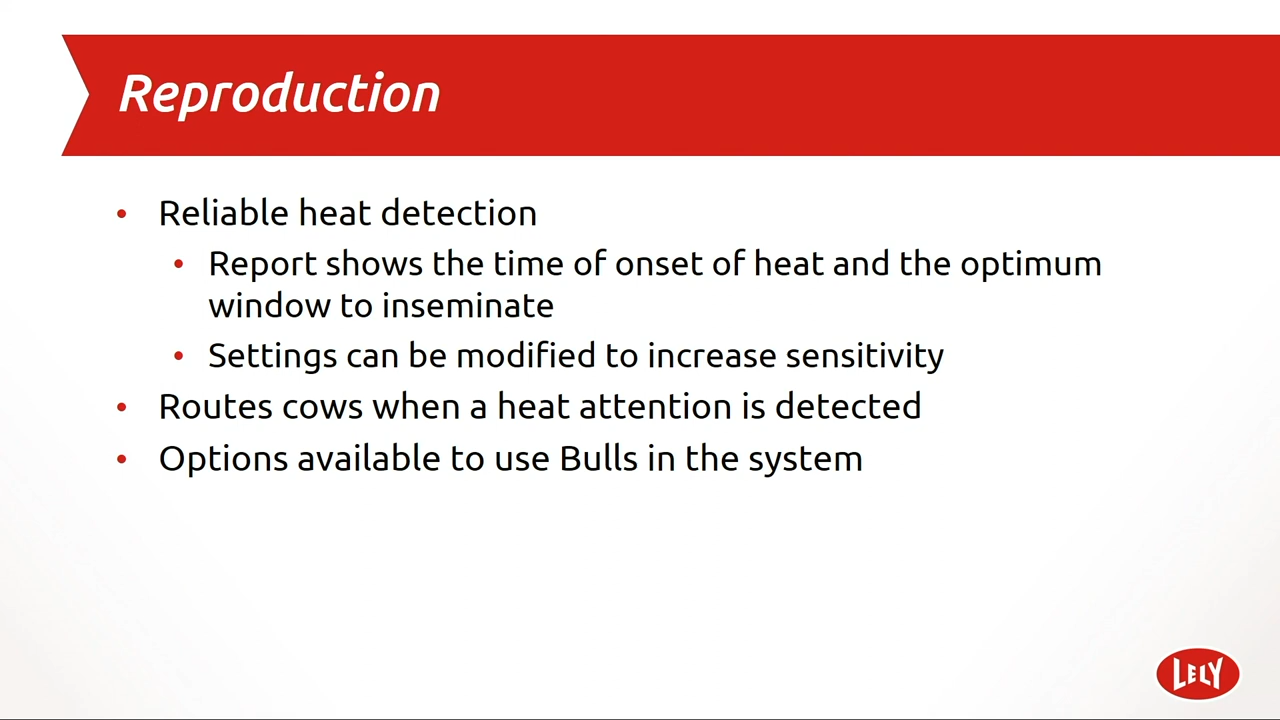 Reproduction
• Reliable heat detection
• Report shows the time of onset of heat and the optimum
window to inseminate
• Settings can be modified to increase sensitivity
• Routes cows when a heat attention is detected
• Options available to use Bulls in the system
LELY